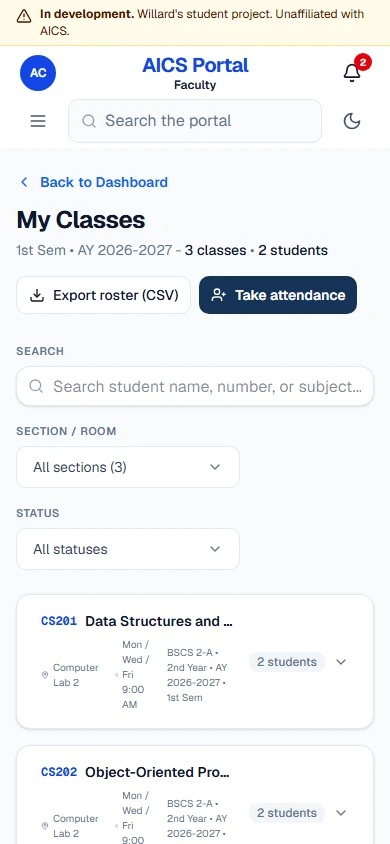 In development. Willard's student project. Unaffiliated with
AICS.
AC
AICS Portal
Faculty
2
Search the portal
Back to Dashboard
My Classes
1st Sem • AY 2026-2027 - 3 classes • 2 students
Export roster (CSV)
Take attendance
SEARCH
Search student name, number, or subject...
SECTION / ROOM
All sections (3)
STATUS
All statuses
CS201 Data Structures and ...
Computer
Lab 2
Mon /
Wed /
Fri
9:00
AM
BSCS 2-A •
2nd Year • AY
2026-2027 •
1st Sem
2 students
CS202 Object-Oriented Pro...
Computer
Lab 2
Mon /
Wed /
Fri
9:00
BSCS 2-A •
2nd Year • AY
2026-2027 •
2 students